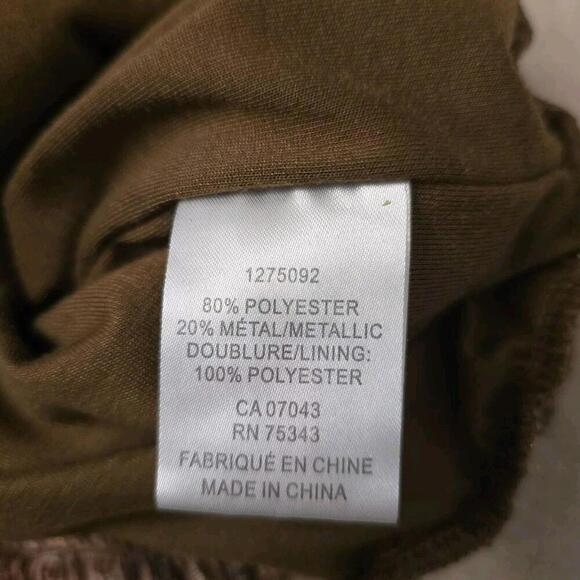 1275092
80% POLYESTER
20% MÉTAL/METALLIC
DOUBLURE/LINING:
100% POLYESTER
CA 07043
RN 75343
FABRIQUÉ EN CHINE
MADE IN CHINA